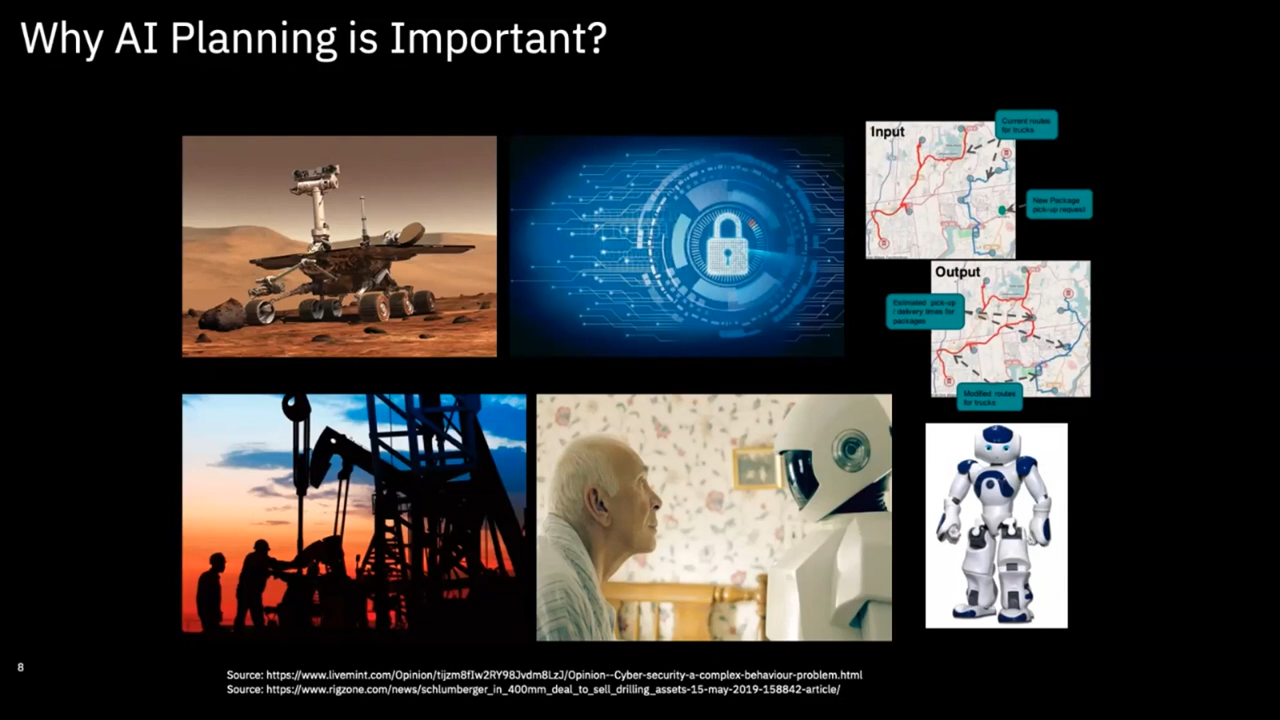 Why AI Planning is Important?
Input
Current routes
for trucks
New Package
pick-up request
Output
Estimated pick-up
/ delivery times for
packages
Modified routes
for trucks
8
Source: https://www.livemint.com/Opinion/tijzm8fIw2RY98Jvdm8LzJ/Opinion--Cyber-security-a-complex-behaviour-problem.html
Source: https://www.rigzone.com/news/schlumberger_in_400mm_deal_to_sell_drilling_assets-15-may-2019-158842-article/